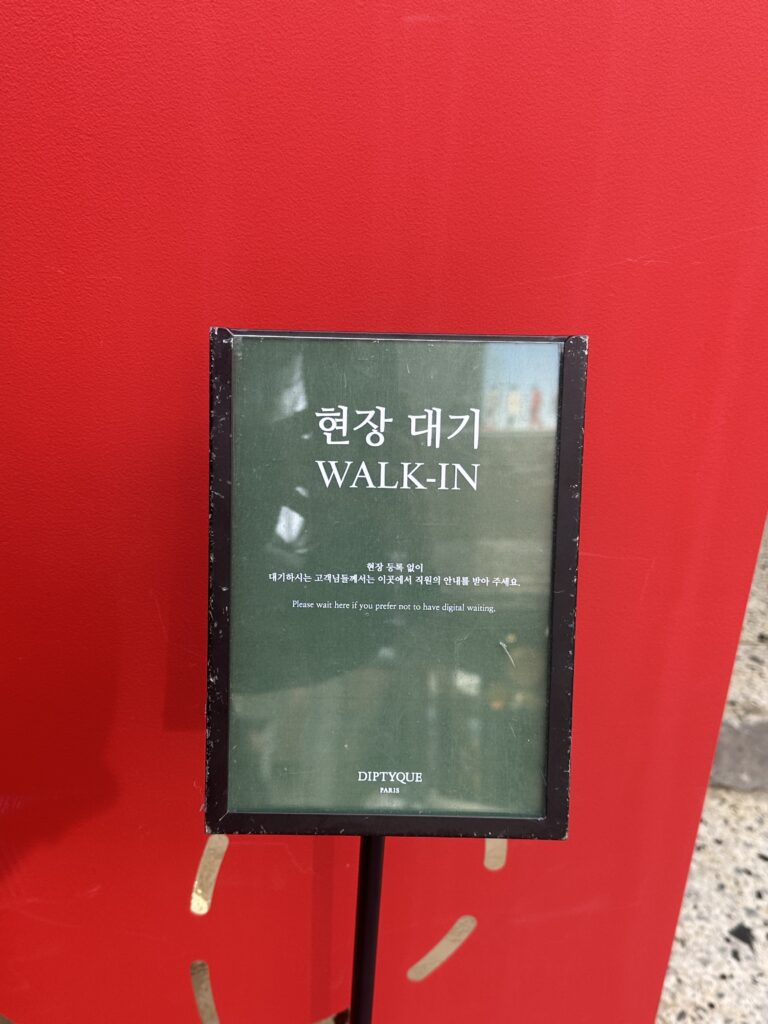 현장 대기
WALK-IN
현장 등록 없이
대기하시는 고객님들께서는 이곳에서 직원의 안내를 받아 주세요.
Please wait here if you prefer not to have digital waiting.
DIPTYQUE
PARIS